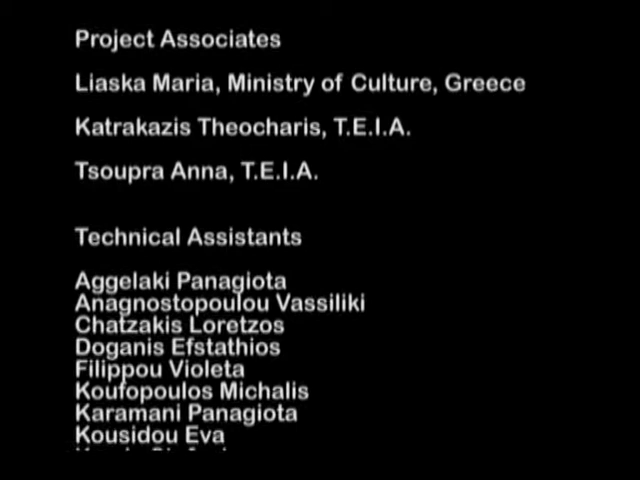 Project Associates
Liaska Maria, Ministry of Culture, Greece
Katrakazis Theocharis, T.E.I.A.
Tsoupra Anna, T.E.I.A.
Technical Assistants
Aggelaki Panagiota
Anagnostopoulou Vassiliki
Chatzakis Loretzos
Doganis Efstathios
Filippou Violeta
Koufopoulos Michalis
Karamani Panagiota
Kousidou Eva